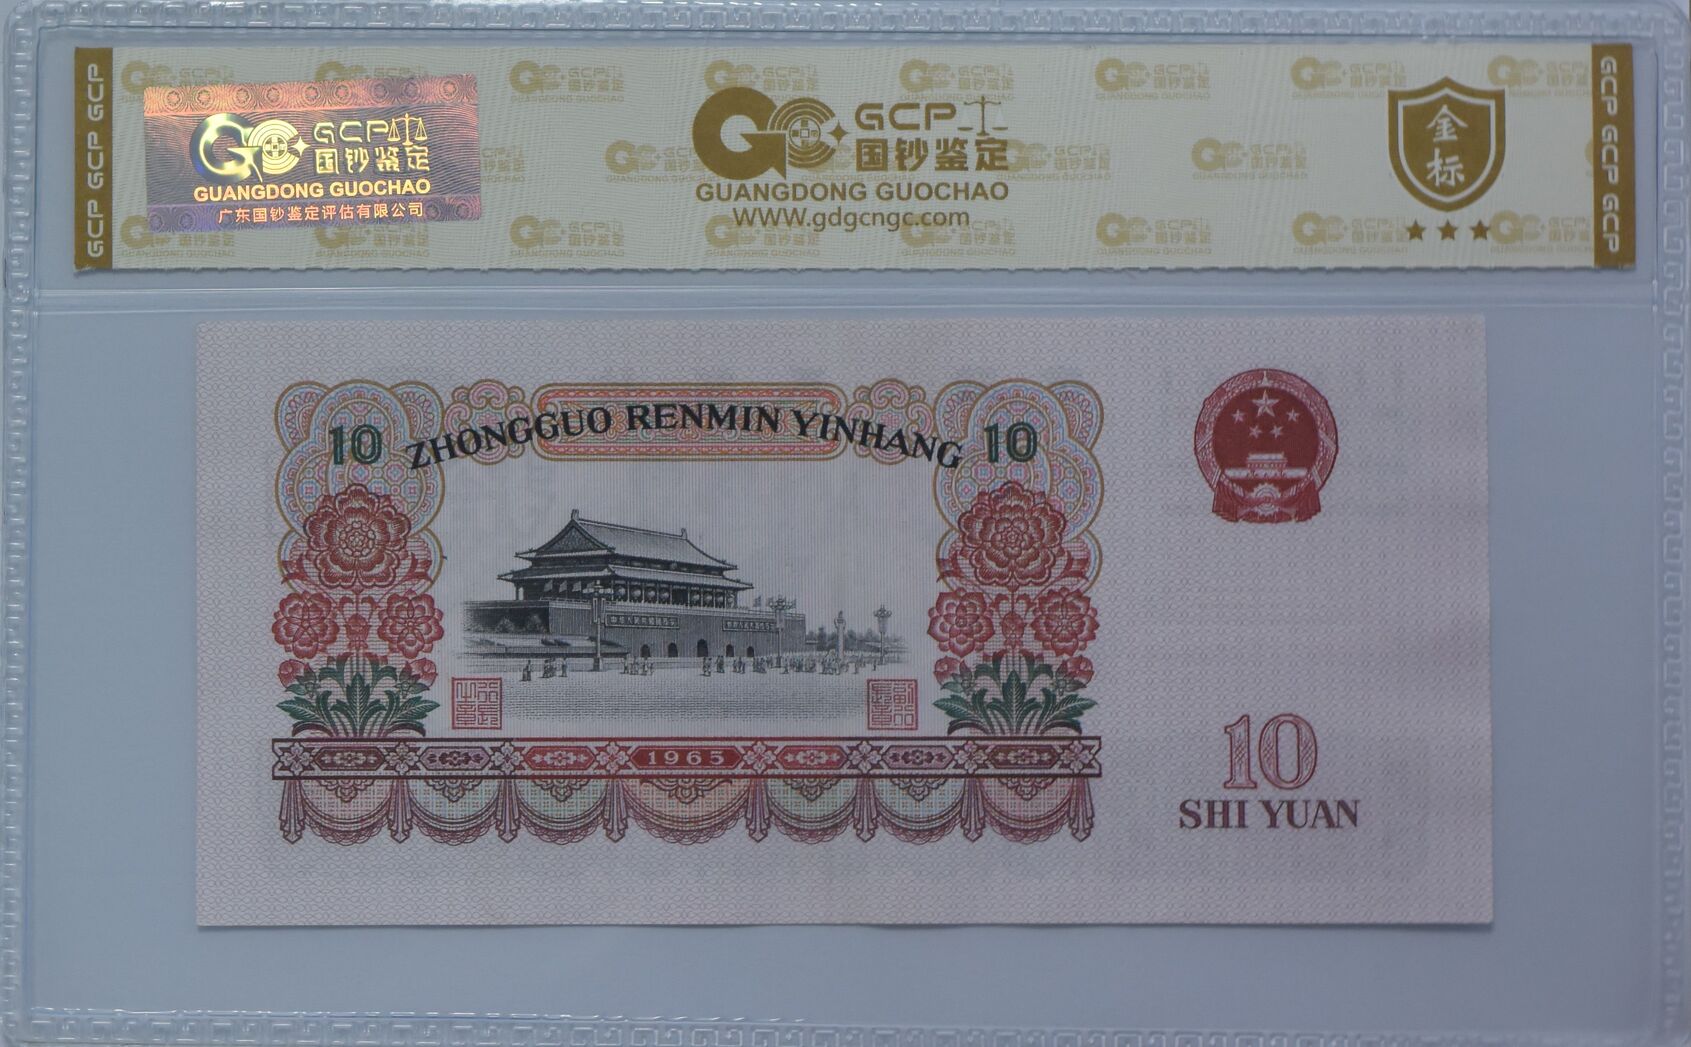 GCP GCP GCP
GCP
国钞鉴定
GUANGDONG GUOCHAO
广东国钞鉴定评估有限公司
GCP
国钞鉴定
GUANGDONG GUOCHAO
WWW.gdgcngc.com
金标
GCP GCP GCP
10 ZHONGGUO RENMIN YINHANG 10
1965
10
SHI YUAN